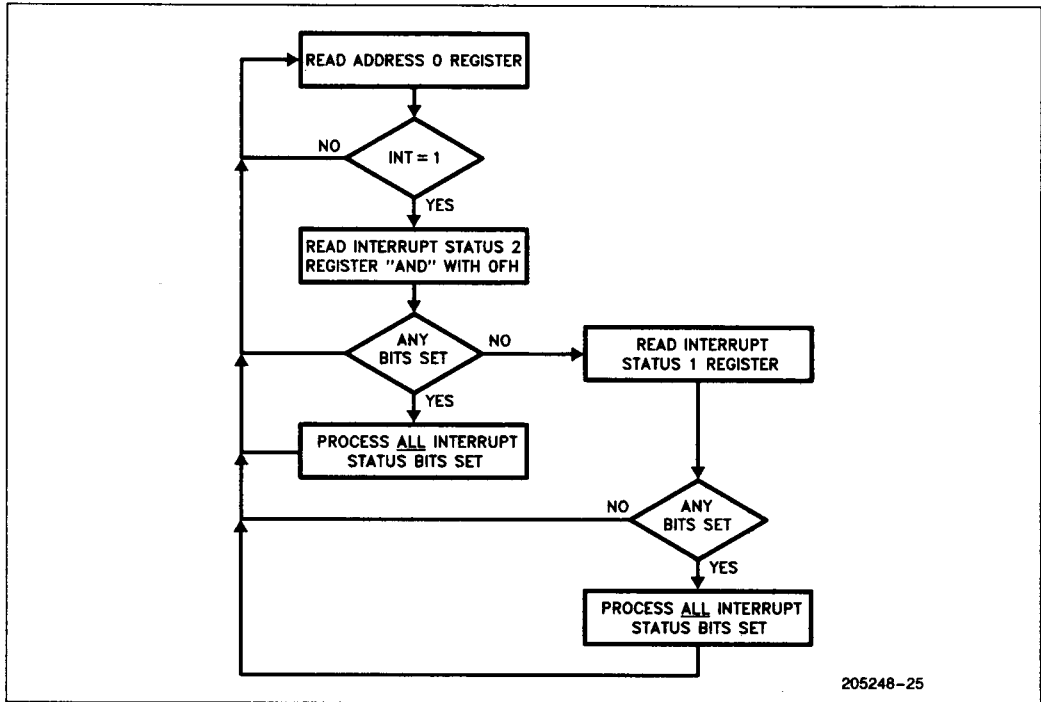 READ ADDRESS 0 REGISTER
NO
INT = 1
YES
READ INTERRUPT STATUS 2
REGISTER "AND" WITH 0FH
ANY
BITS SET
NO
READ INTERRUPT
STATUS 1 REGISTER
YES
PROCESS ALL INTERRUPT
STATUS BITS SET
NO
ANY
BITS SET
YES
PROCESS ALL INTERRUPT
STATUS BITS SET
205248-25